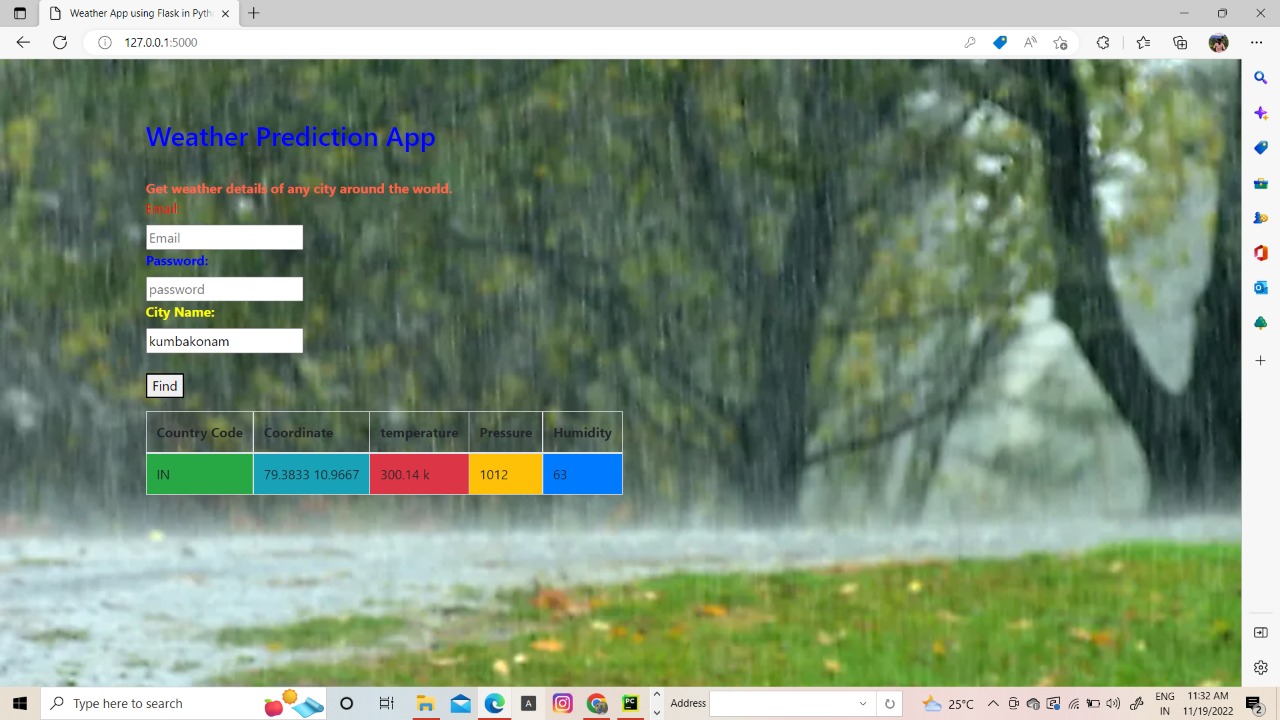 Weather App using Flask in Pyth
127.0.0.1:5000
Weather Prediction App
Get weather details of any city around the world.
Email
Email
Password:
password
City Name:
kumbakonam
Find
Country Code Coordinate temperature Pressure Humidity
IN 79.3833 10.9667 300.14 k 1012 63
Type here to search
A
PC
Address
25°C
ENG 11:32 AM
IN 11/19/2022
2